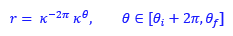 r = κ^{-2π} κ^{θ},    θ ∈ [θ_i + 2π, θ_f]